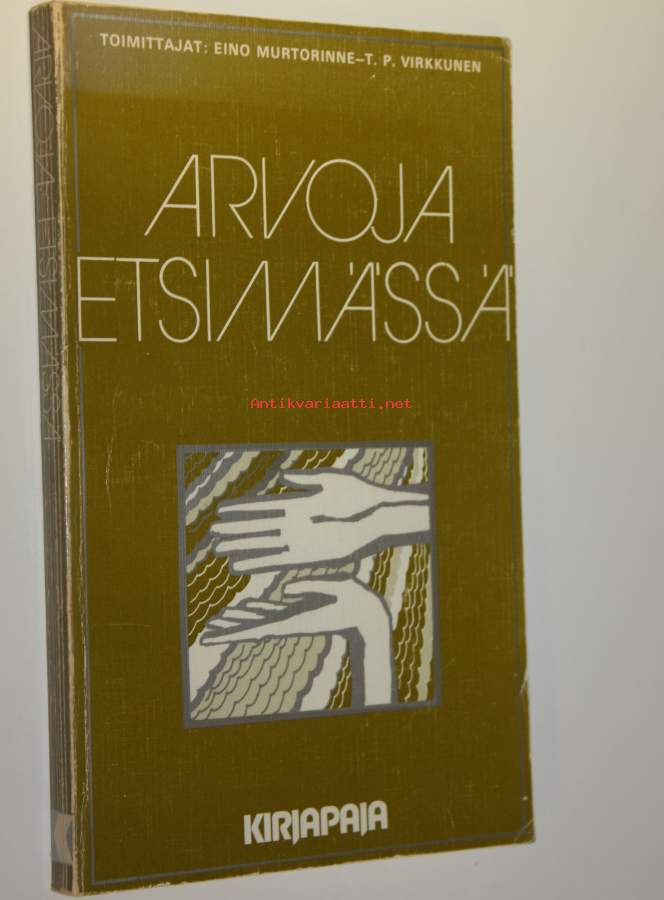 TOIMITTAJAT: EINO MURTORINNE–T. P. VIRKKUNEN
ARVOJA
ETSIMÄSSÄ
Antikvariaatti.net
KIRJAPAJA
ARVOJA ETSIMÄSSÄ
K